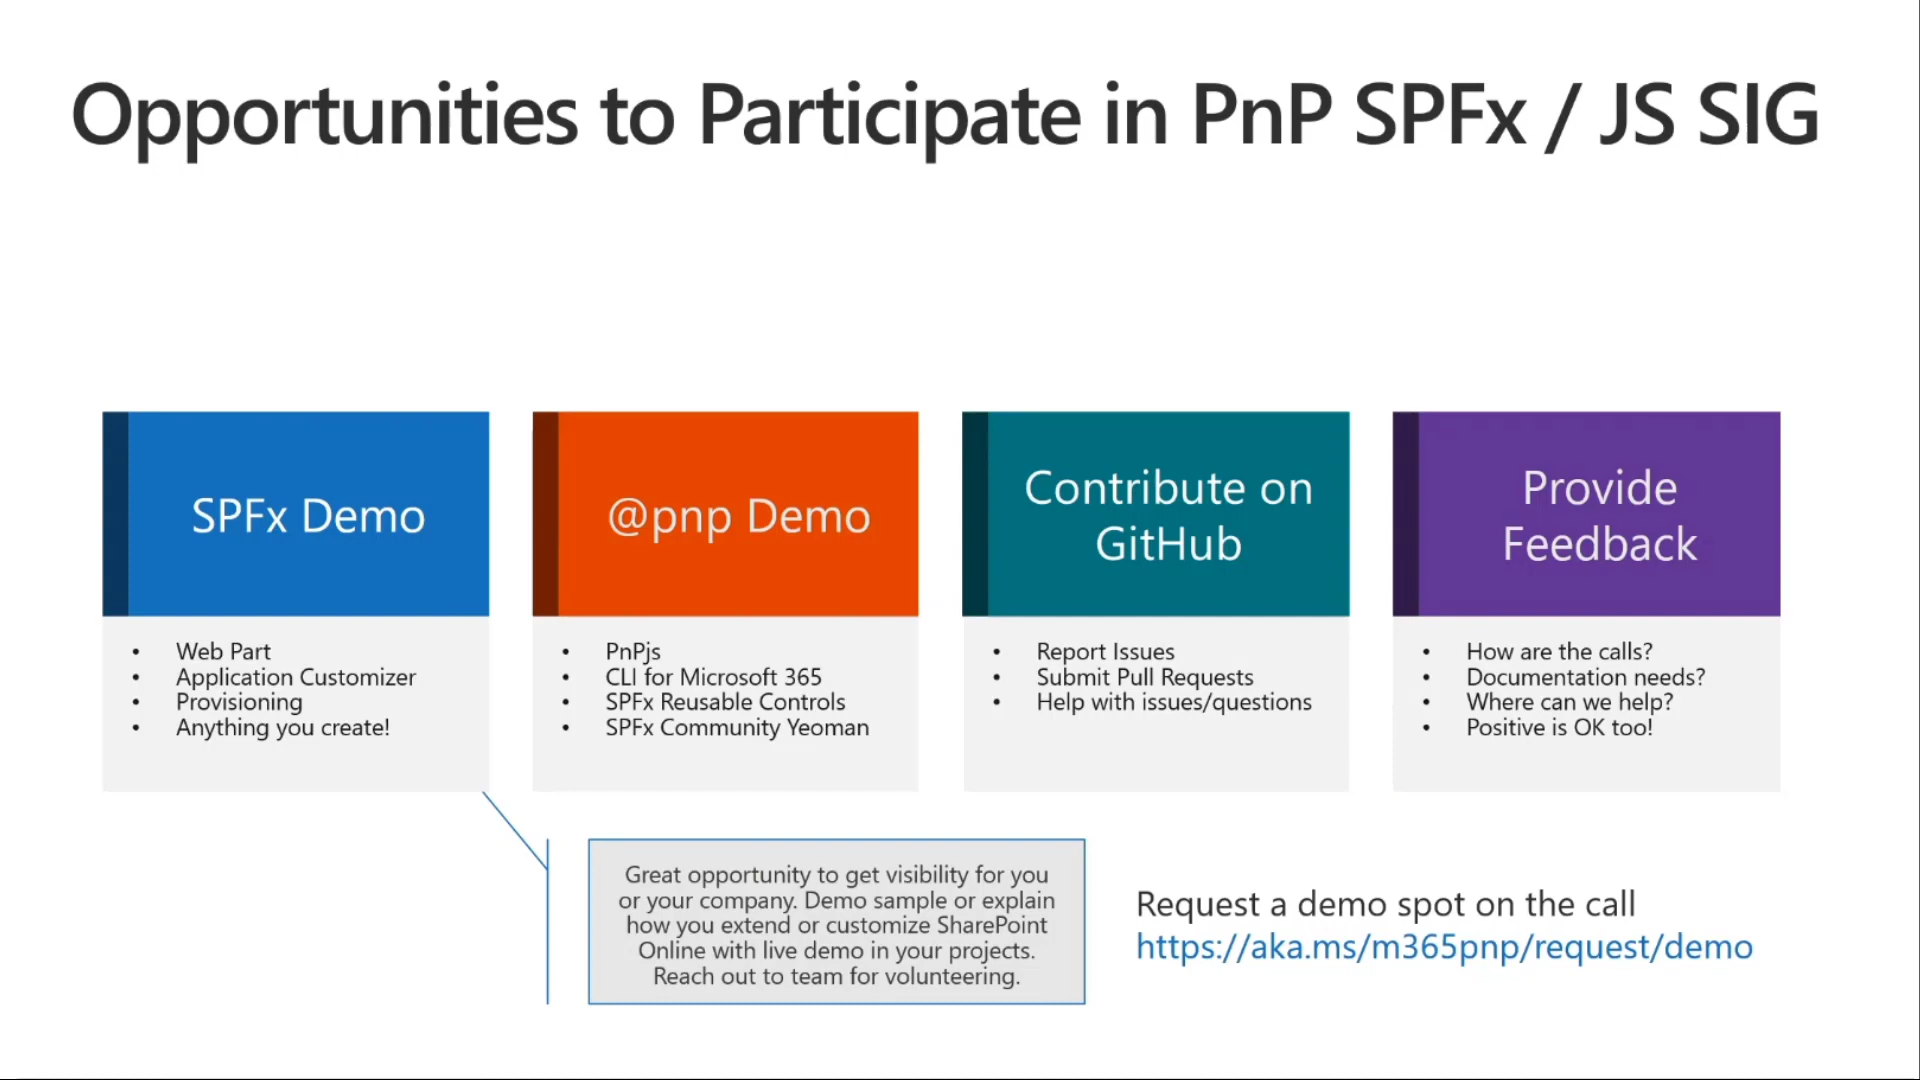 Opportunities to Participate in PnP SPFx / JS SIG
SPFx Demo
• Web Part
• Application Customizer
• Provisioning
• Anything you create!
@pnp Demo
• PnPjs
• CLI for Microsoft 365
• SPFx Reusable Controls
• SPFx Community Yeoman
Contribute on
GitHub
• Report Issues
• Submit Pull Requests
• Help with issues/questions
Provide
Feedback
• How are the calls?
• Documentation needs?
• Where can we help?
• Positive is OK too!
Great opportunity to get visibility for you
or your company. Demo sample or explain
how you extend or customize SharePoint
Online with live demo in your projects.
Reach out to team for volunteering.
Request a demo spot on the call
https://aka.ms/m365pnp/request/demo